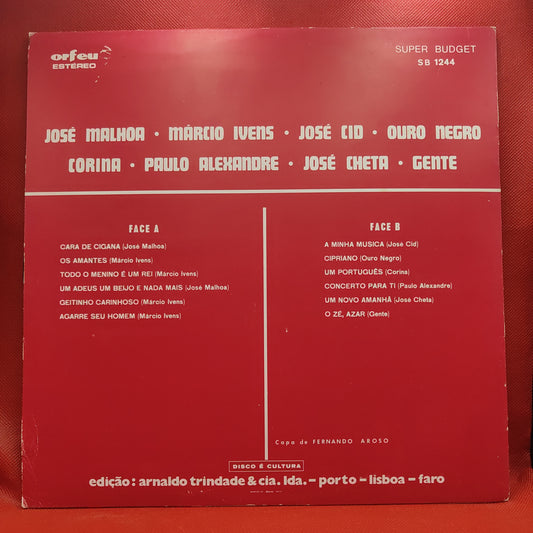 orfeu
ESTÉREO
SUPER BUDGET
SB 1244
JOSÉ MALHOA • MÁRCIO IVENS • JOSÉ CID • OURO NEGRO
CORINA • PAULO ALEXANDRE • JOSÉ CHETA • GENTE
FACE A
CARA DE CIGANA (José Malhoa)
OS AMANTES (Márcio Ivens)
TODO O MENINO É UM REI (Márcio Ivens)
UM ADEUS UM BEIJO E NADA MAIS (José Malhoa)
GEITINHO CARINHOSO (Márcio Ivens)
AGARRE SEU HOMEM (Márcio Ivens)
FACE B
A MINHA MUSICA (José Cid)
CIPRIANO (Ouro Negro)
UM PORTUGUÊS (Corina)
CONCERTO PARA TI (Paulo Alexandre)
UM NOVO AMANHÃ (José Cheta)
O ZÉ, AZAR (Gente)
Capa de FERNANDO AROSO
DISCO É CULTURA
edição: arnaldo trindade & cia. lda. – porto – lisboa – faro